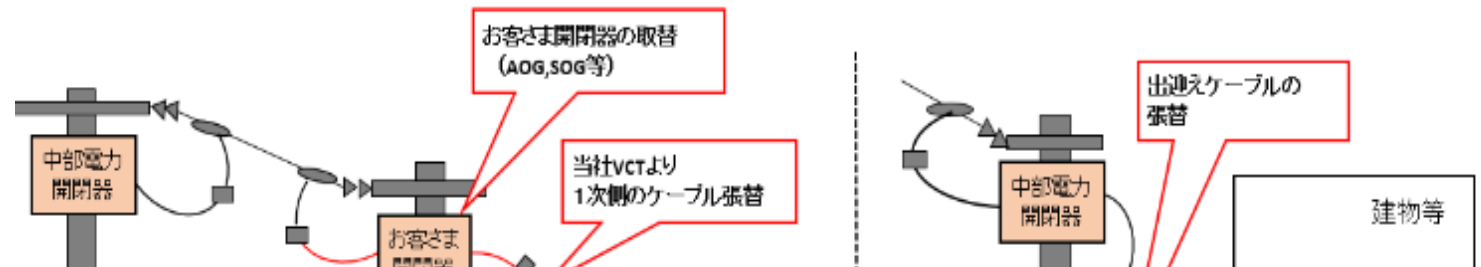 お客さま開閉器の取替
（AOG,SOG等）
中部電力
開閉器
当社VCTより
１次側のケーブル張替
お客さま
開閉器
出迎えケーブルの
張替
中部電力
開閉器
建物等